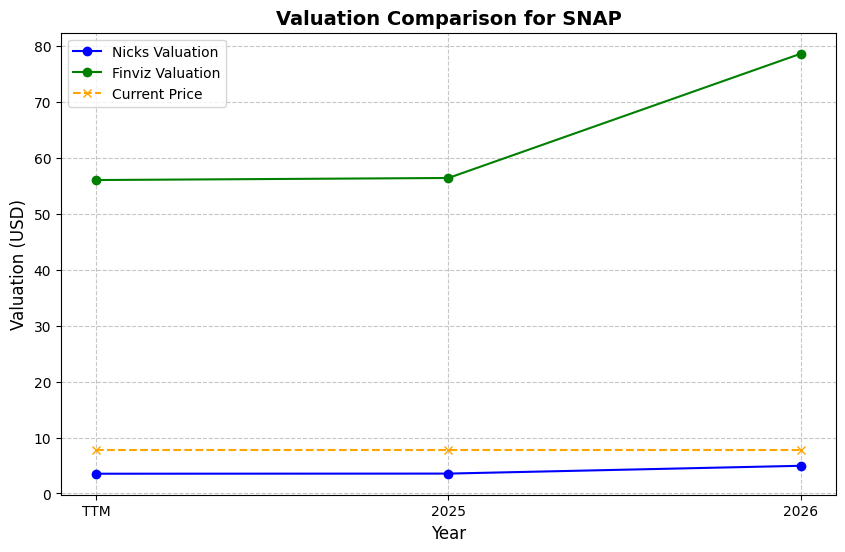 Valuation Comparison for SNAP
Nicks Valuation
Finviz Valuation
Current Price
Valuation (USD)
80
70
60
50
40
30
20
10
0
TTM 2025 2026
Year